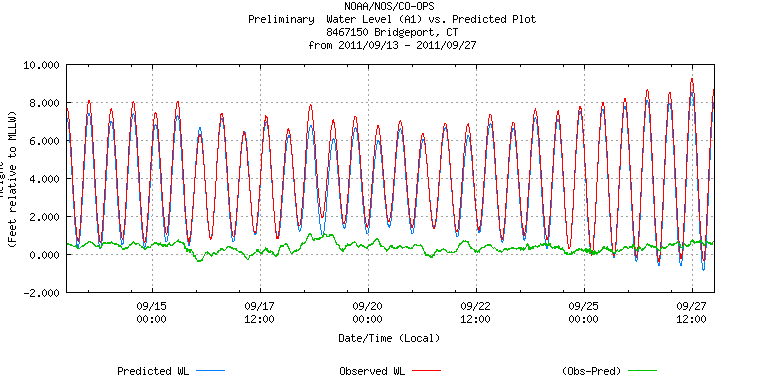 NOAA/NOS/CO-OPS
Preliminary Water Level (A1) vs. Predicted Plot
8467150 Bridgeport, CT
from 2011/09/13 - 2011/09/27
10.000
8.000
6.000
4.000
2.000
0.000
-2.000
(Feet relative to MLLW)
09/15 09/17 09/20 09/22 09/25 09/27
00:00 12:00 00:00 12:00 00:00 12:00
Date/Time (Local)
Predicted WL Observed WL (Obs-Pred)